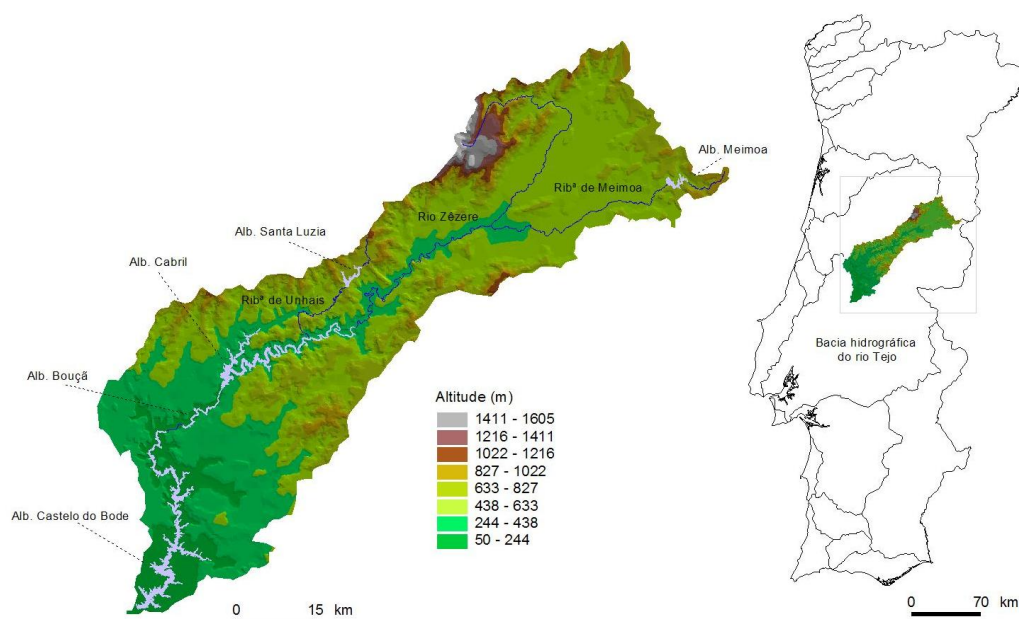 Alb. Meimoa
Ribª de Meimoa
Rio Zêzere
Alb. Santa Luzia
Alb. Cabril
Ribª de Unhais
Alb. Bouçã
Alb. Castelo do Bode
Altitude (m)
1411 - 1605
1216 - 1411
1022 - 1216
827 - 1022
633 - 827
438 - 633
244 - 438
50 - 244
0 15 km
Bacia hidrográfica
do rio Tejo
0 70 km